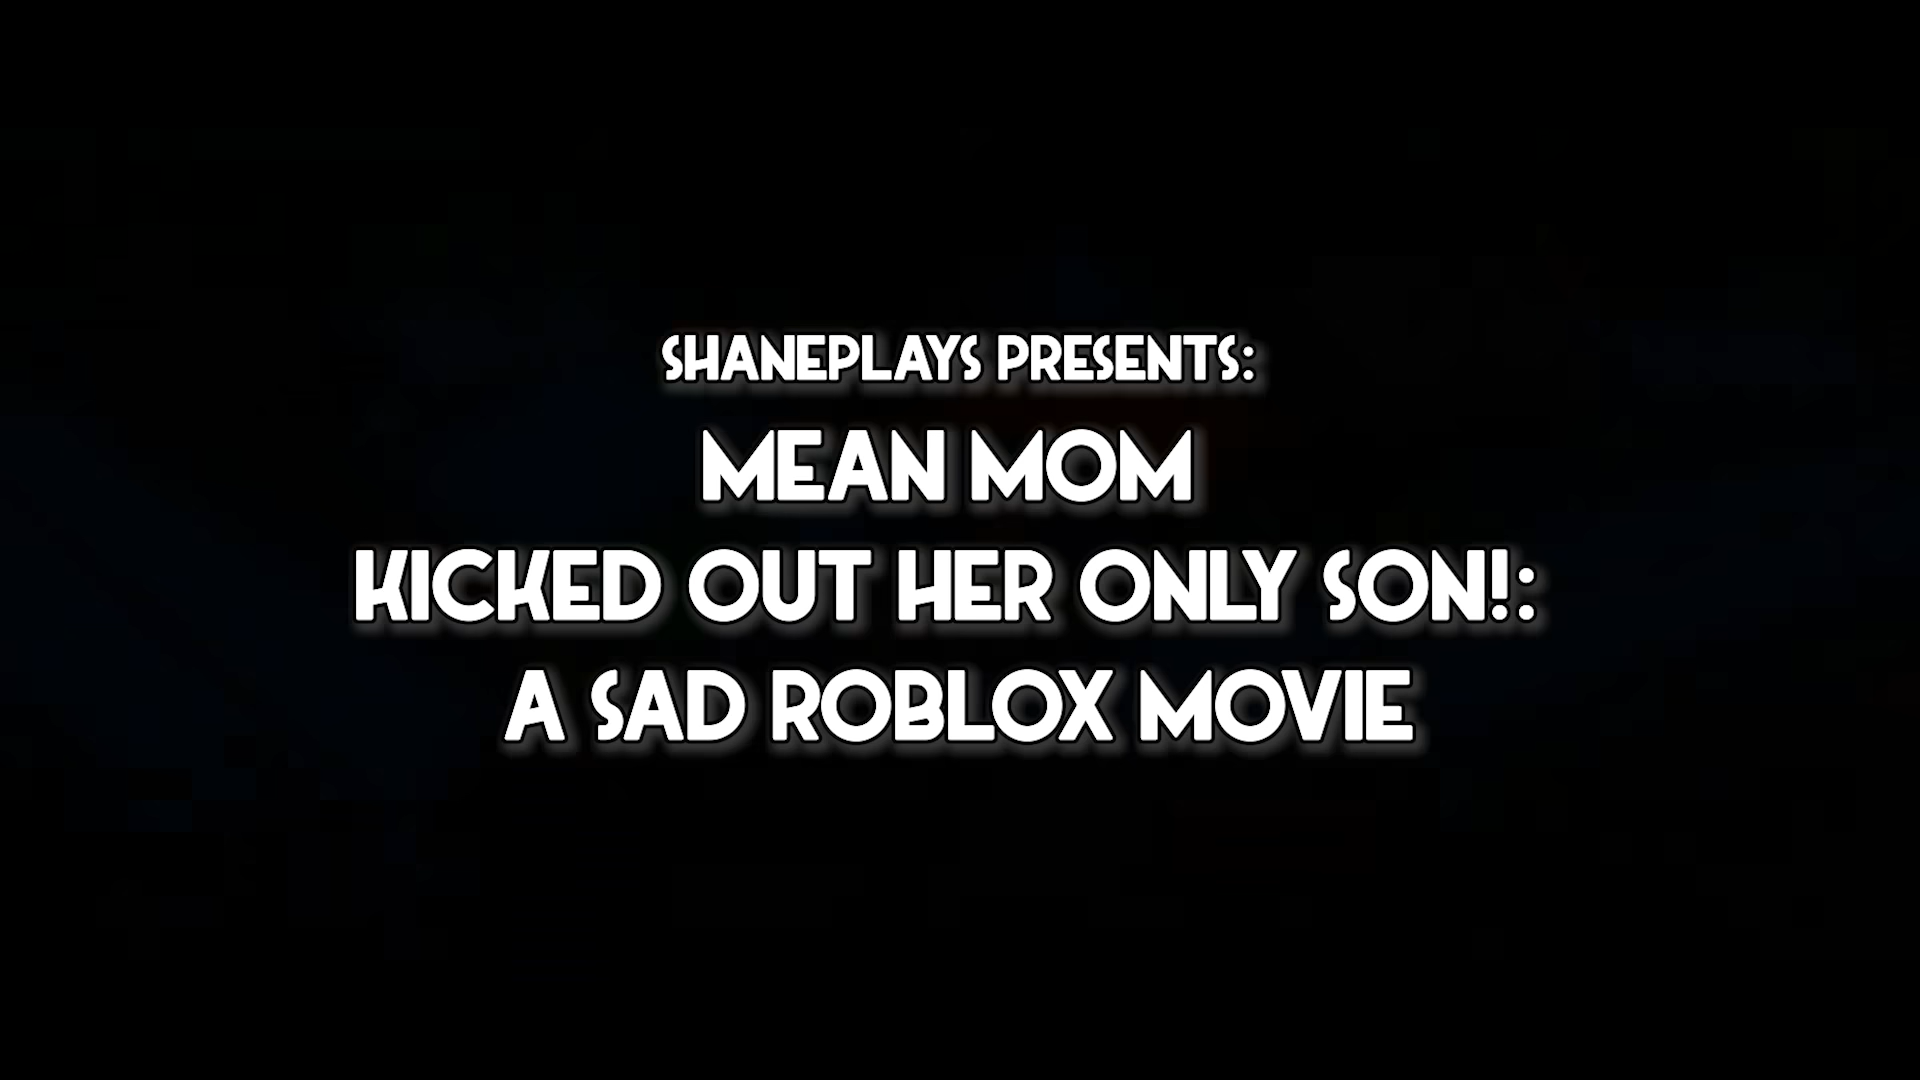 SHANEPLAYS PRESENTS:
MEAN MOM
KICKED OUT HER ONLY SON!:
A SAD ROBLOX MOVIE